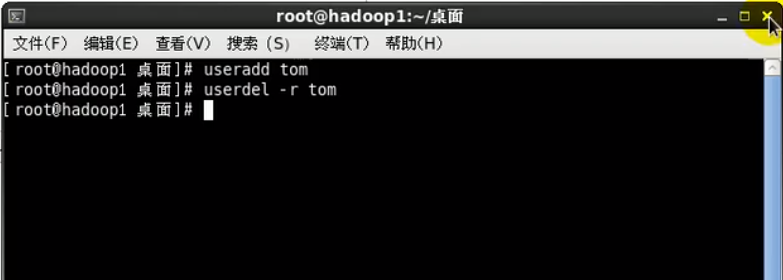 root@hadoop1:~/桌面
文件(F) 编辑(E) 查看(V) 搜索 (S) 终端(T) 帮助(H)
[root@hadoop1 桌面]# useradd tom
[root@hadoop1 桌面]# userdel -r tom
[root@hadoop1 桌面]#